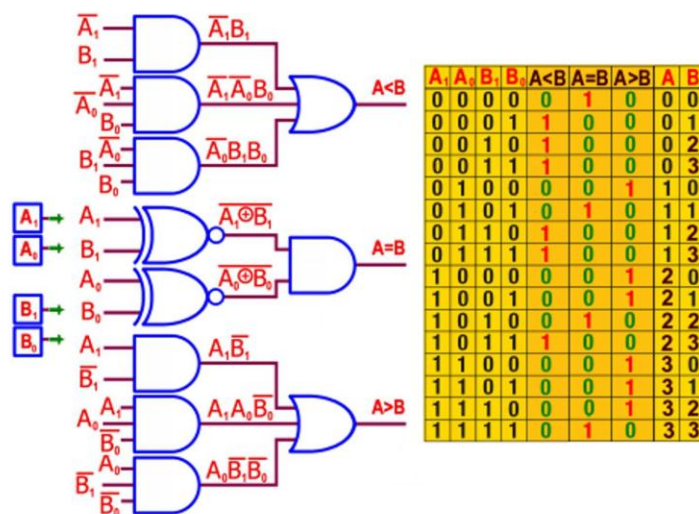 A̅₁
B₁
A̅₁B₁
A̅₁
A̅₀
B₀
A̅₁A̅₀B₀
A<B
A̅₀
B₁
B₀
A̅₀B₁B₀
A₁
A₀
B₁
B₀
A₁
B₁
A̅₁̅⊕̅B̅₁̅
A=B
A₀
B₀
A̅₀̅⊕̅B̅₀̅
A₁
B̅₁
A₁B̅₁
A₁
A₀
B̅₀
A₁A₀B̅₀
A>B
A₀
B̅₁
B̅₀
A₀B̅₁B̅₀
A₁ A₀ B₁ B₀ A<B A=B A>B A B
0 0 0 0 0 1 0 0 0
0 0 0 1 1 0 0 0 1
0 0 1 0 1 0 0 0 2
0 0 1 1 1 0 0 0 3
0 1 0 0 0 0 1 1 0
0 1 0 1 0 1 0 1 1
0 1 1 0 1 0 0 1 2
0 1 1 1 1 0 0 1 3
1 0 0 0 0 0 1 2 0
1 0 0 1 0 0 1 2 1
1 0 1 0 0 1 0 2 2
1 0 1 1 1 0 0 2 3
1 1 0 0 0 0 1 3 0
1 1 0 1 0 0 1 3 1
1 1 1 0 0 0 1 3 2
1 1 1 1 0 1 0 3 3